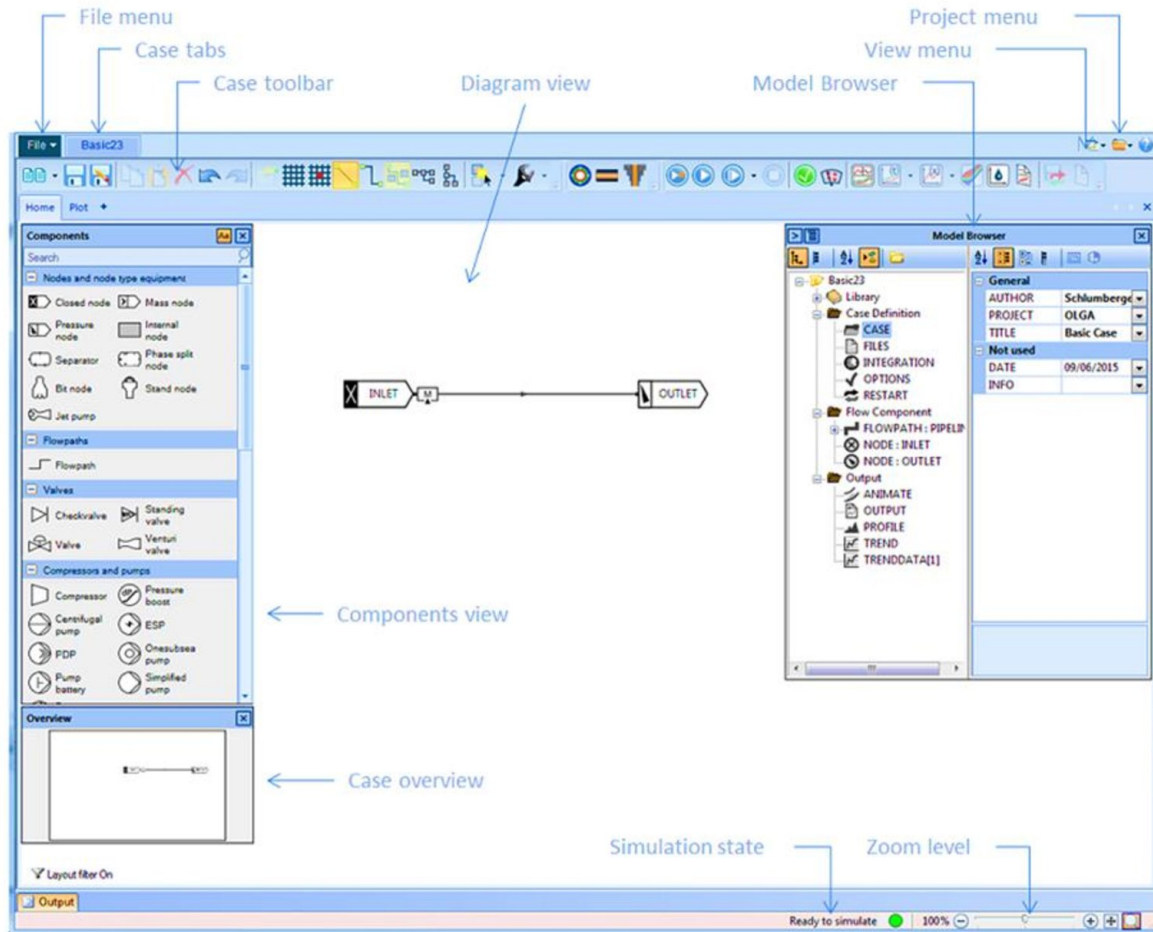 File menu
Project menu
Case tabs
View menu
Case toolbar
Diagram view
Model Browser
File
Basic23
Home
Plot
Components
Aa
Search
Nodes and node type equipment
Closed node
Mass node
Pressure node
Internal node
Separator
Phase split node
Bit node
Stand node
Jet pump
Flowpaths
Flowpath
Valves
Checkvalve
Standing valve
Valve
Venturi valve
Compressors and pumps
Compressor
Pressure boost
Centrifugal pump
ESP
PDP
Onesubsea pump
Pump battery
Simplified pump
INLET
M
OUTLET
Model Browser
Basic23
Library
Case Definition
CASE
FILES
INTEGRATION
OPTIONS
RESTART
Flow Component
FLOWPATH : PIPELIN
NODE : INLET
NODE : OUTLET
Output
ANIMATE
OUTPUT
PROFILE
TREND
TRENDDATA[1]
General
AUTHOR Schlumberge
PROJECT OLGA
TITLE Basic Case
Not used
DATE 09/06/2015
INFO
Components view
Overview
Case overview
Simulation state
Zoom level
Layout filter On
Output
Ready to simulate
100%